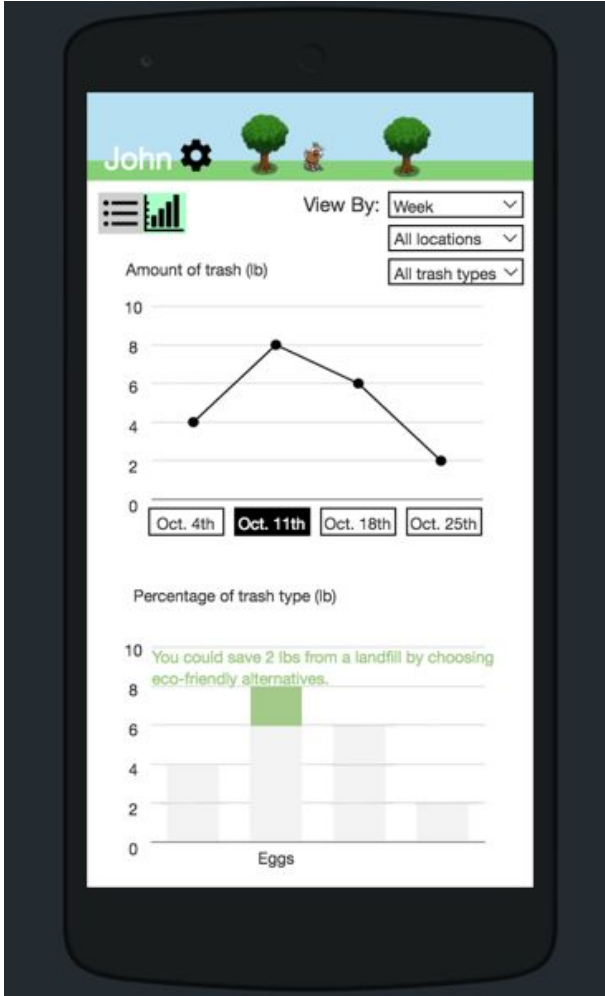 John
View By: Week
All locations
All trash types
Amount of trash (lb)
10
8
6
4
2
0
Oct. 4th Oct. 11th Oct. 18th Oct. 25th
Percentage of trash type (lb)
10
You could save 2 lbs from a landfill by choosing
eco-friendly alternatives.
8
6
4
2
0
Eggs